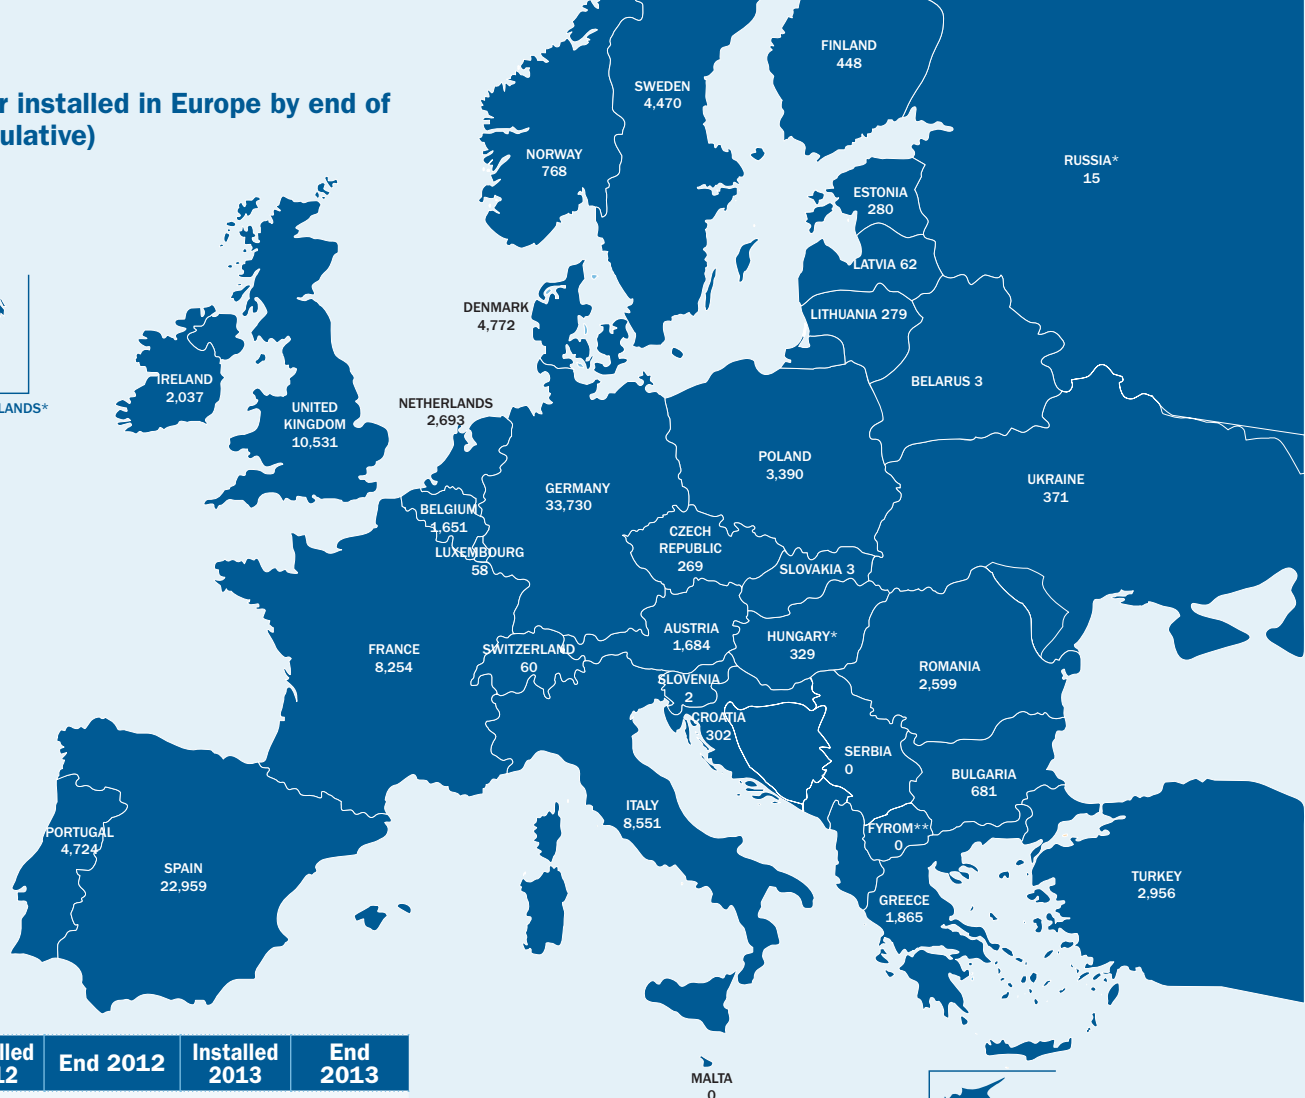 r installed in Europe by end of
ulative)
FINLAND
448
SWEDEN
4,470
NORWAY
768
RUSSIA*
15
ESTONIA
280
LATVIA 62
LITHUANIA 279
DENMARK
4,772
BELARUS 3
IRELAND
2,037
LANDS*
UNITED
KINGDOM
10,531
NETHERLANDS
2,693
POLAND
3,390
UKRAINE
371
GERMANY
33,730
BELGIUM
1,651
LUXEMBOURG
58
CZECH
REPUBLIC
269
SLOVAKIA 3
FRANCE
8,254
SWITZERLAND
60
AUSTRIA
1,684
HUNGARY*
329
ROMANIA
2,599
SLOVENIA
2
CROATIA
302
SERBIA
0
BULGARIA
681
ITALY
8,551
PORTUGAL
4,724
SPAIN
22,959
FYROM**
0
GREECE
1,865
TURKEY
2,956
MALTA
0
lled
12
End 2012
Installed
2013
End
2013